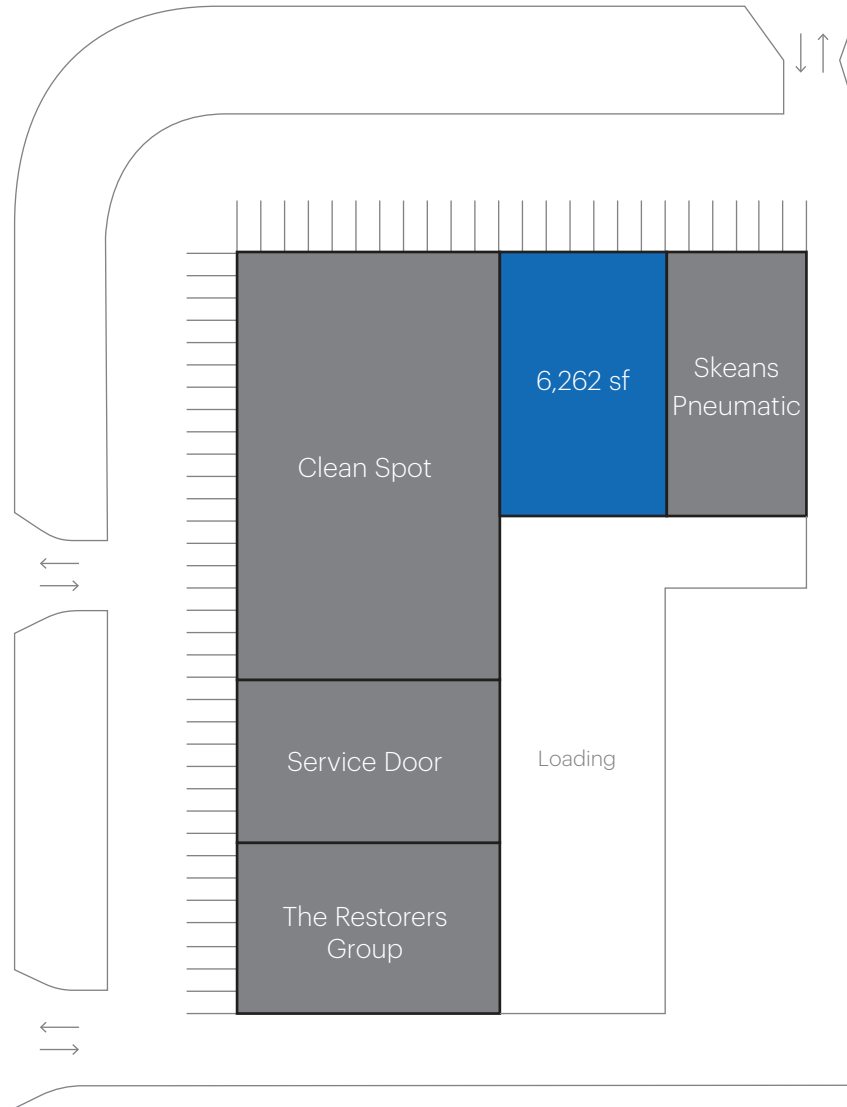 6,262 sf
Skeans
Pneumatic
Clean Spot
Service Door
Loading
The Restorers
Group